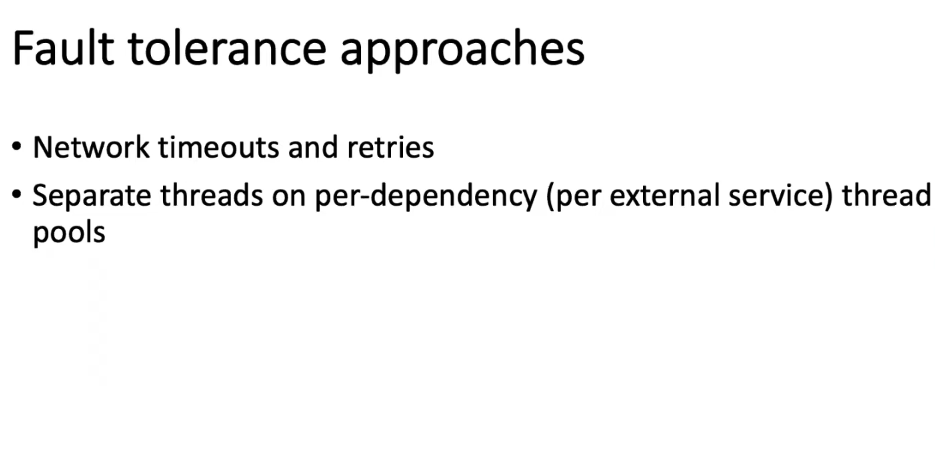 Fault tolerance approaches
• Network timeouts and retries
• Separate threads on per-dependency (per external service) thread
pools